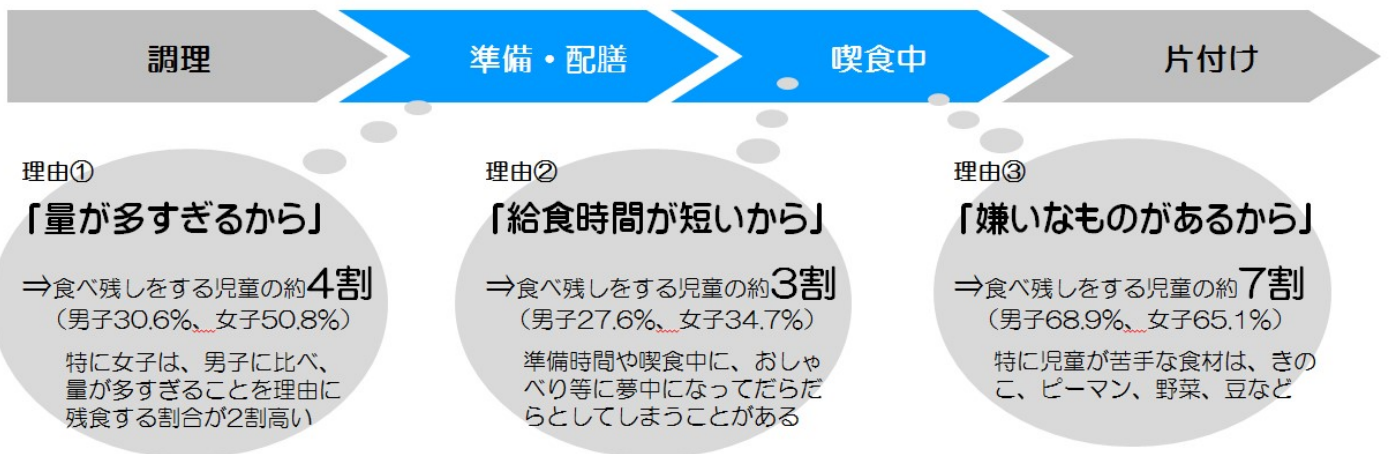 調理
準備・配膳
喫食中
片付け
理由①
「量が多すぎるから」
⇒食べ残しをする児童の約4割
(男子30.6%、女子50.8%)
特に女子は、男子に比べ、
量が多すぎることを理由に
残食する割合が2割高い
理由②
「給食時間が短いから」
⇒食べ残しをする児童の約3割
(男子27.6%、女子34.7%)
準備時間や喫食中に、おしゃ
べり等に夢中になってだらだ
らとしてしまうことがある
理由③
「嫌いなものがあるから」
⇒食べ残しをする児童の約7割
(男子68.9%、女子65.1%)
特に児童が苦手な食材は、きの
こ、ピーマン、野菜、豆など